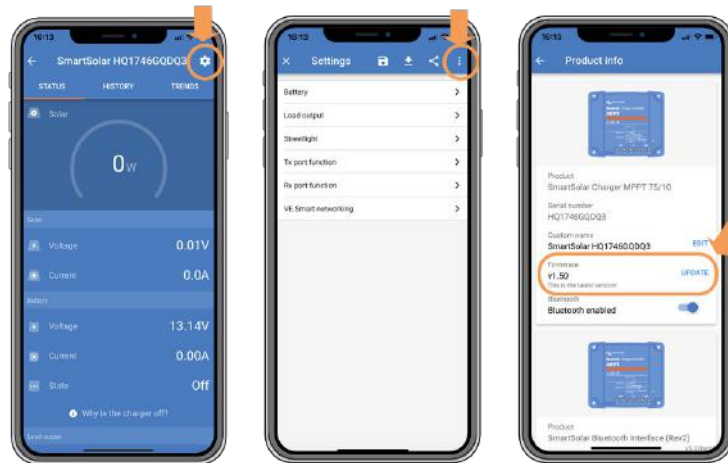 16:13
SmartSolar HQ1746GQDQ3
STATUS HISTORY TRENDS
Solar
0W
Solar
Voltage 0.01V
Current 0.0A
Battery
Voltage 13.14V
Current 0.00A
State Off
Why is the charger off?
Load output
16:13
Settings
Battery
Load output
Streetlight
Tx port function
Rx port function
VE.Smart networking
16:13
Product info
Product
SmartSolar Charger MPPT 75/10
Serial number
HQ1746GQDQ3
Custom name
SmartSolar HQ1746GQDQ3 EDIT
Firmware
v1.50 UPDATE
This is the latest version!
Bluetooth
Bluetooth enabled
MPPT
Product
SmartSolar Bluetooth Interface (Rev2)